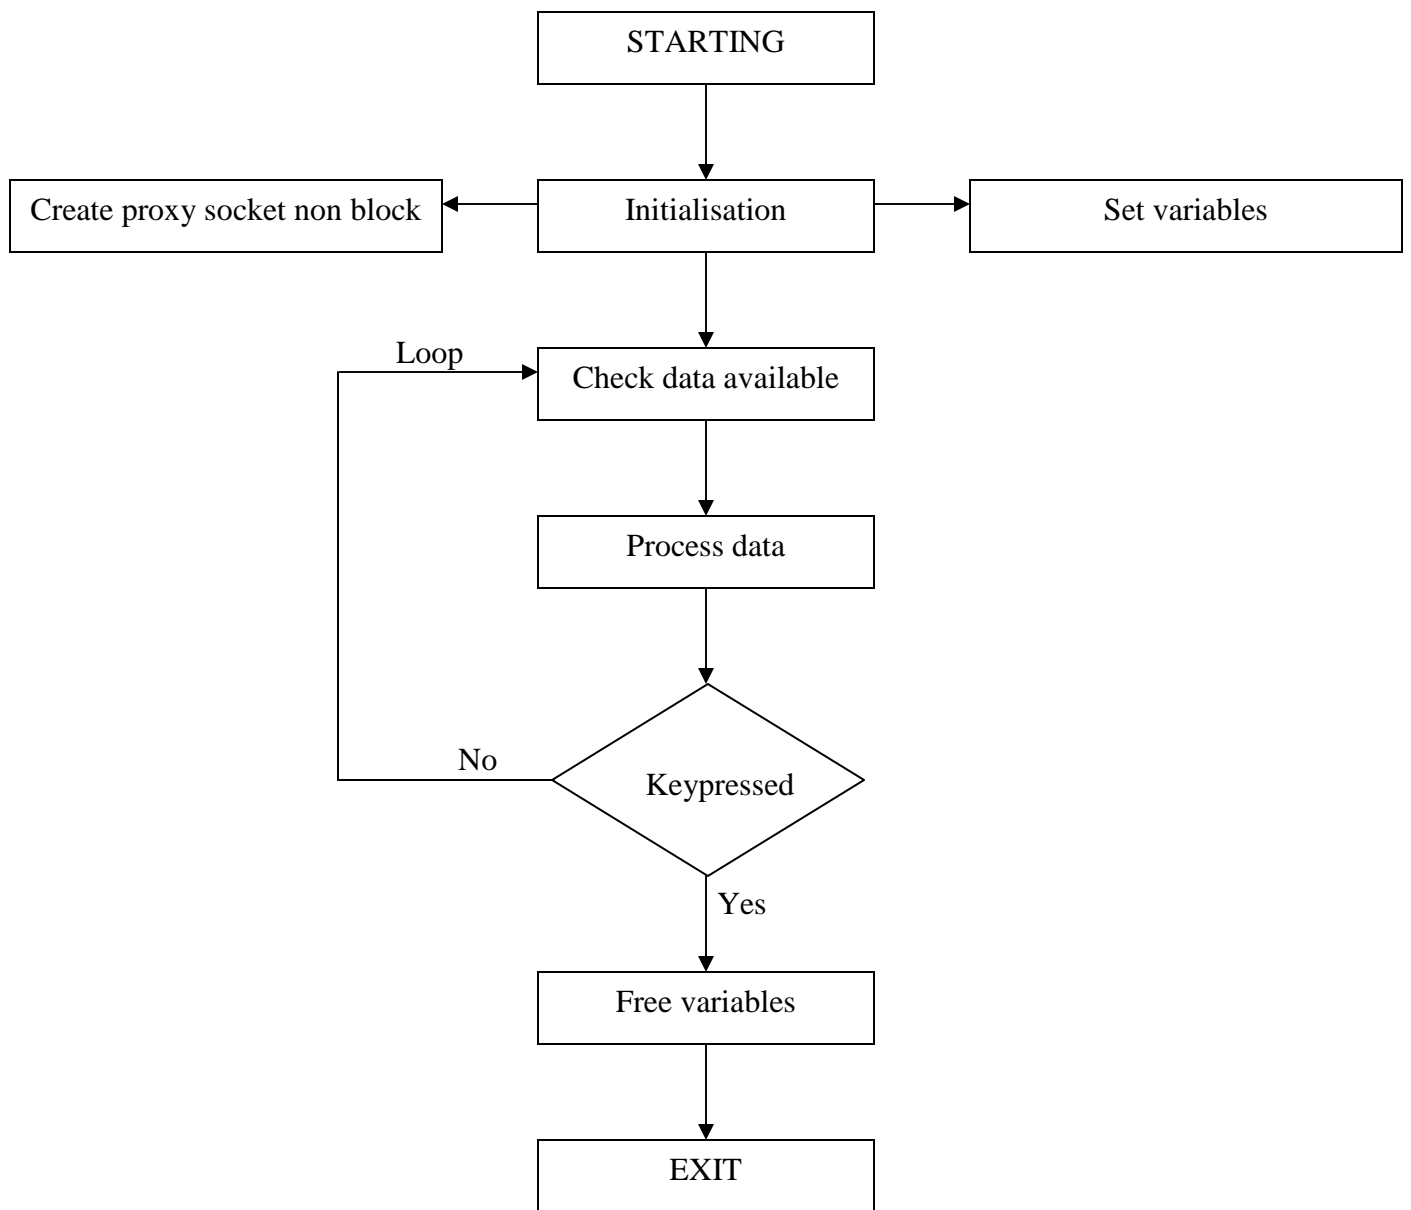 STARTING
Create proxy socket non block
Initialisation
Set variables
Loop
Check data available
Process data
No
Keypressed
Yes
Free variables
EXIT